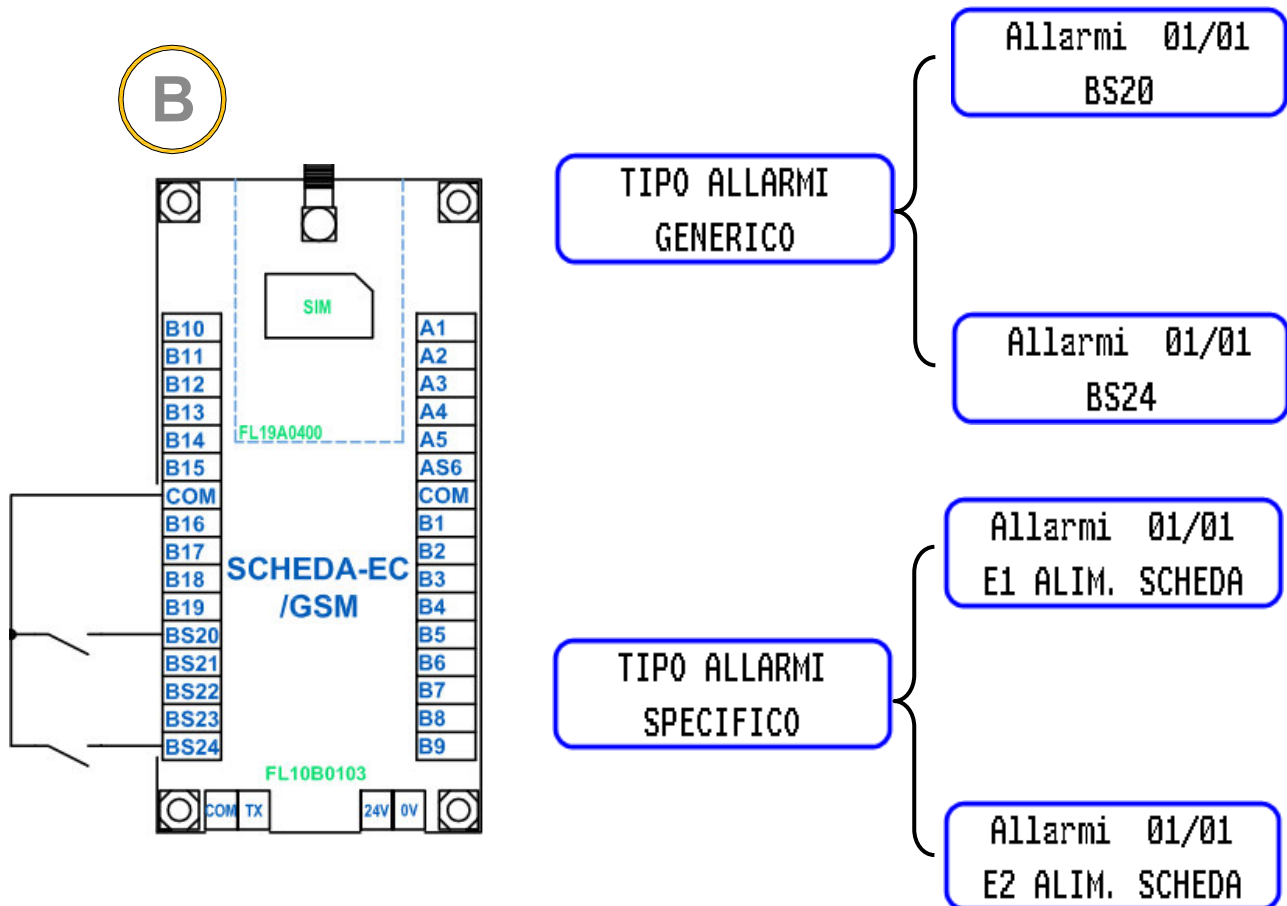 B
SIM
FL19A0400
B10
B11
B12
B13
B14
B15
COM
B16
B17
B18
B19
BS20
BS21
BS22
BS23
BS24
A1
A2
A3
A4
A5
AS6
COM
B1
B2
B3
B4
B5
B6
B7
B8
B9
SCHEDA-EC
/GSM
FL10B0103
COM TX 24V 0V
TIPO ALLARMI
GENERICO
Allarmi 01/01
BS20
Allarmi 01/01
BS24
TIPO ALLARMI
SPECIFICO
Allarmi 01/01
E1 ALIM. SCHEDA
Allarmi 01/01
E2 ALIM. SCHEDA